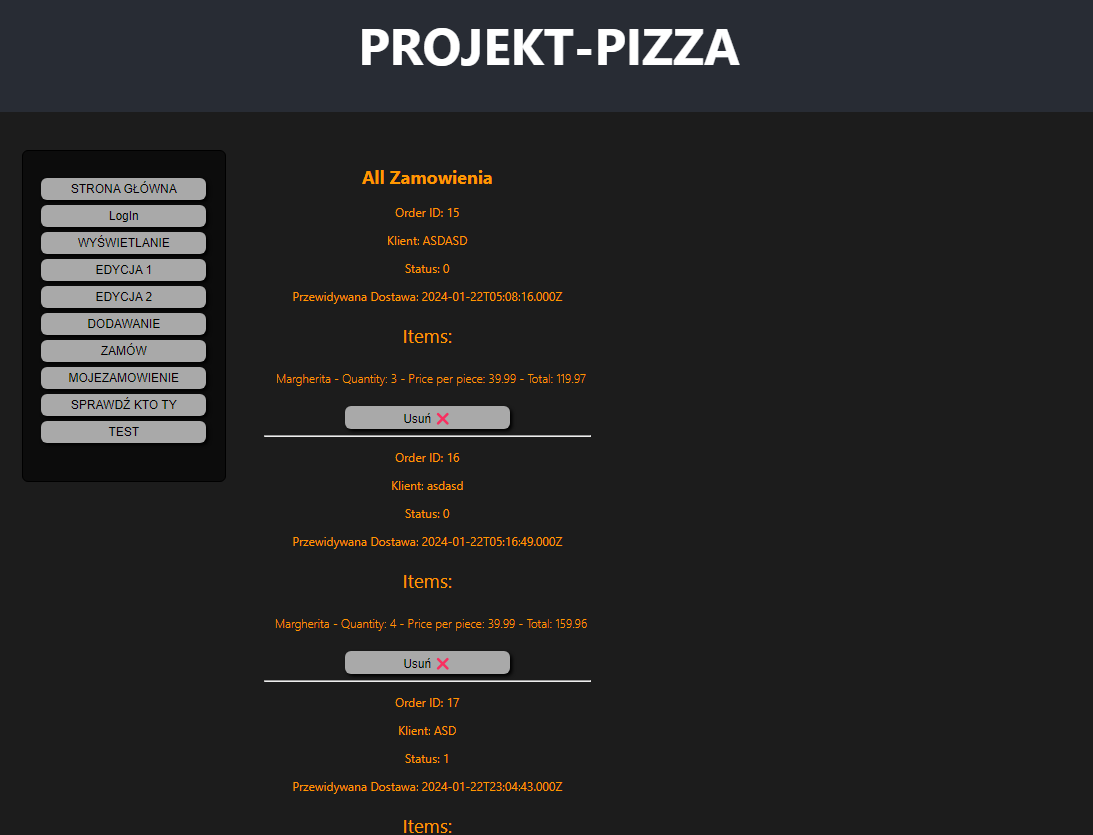 PROJEKT-PIZZA
STRONA GŁÓWNA
LogIn
WYŚWIETLANIE
EDYCJA 1
EDYCJA 2
DODAWANIE
ZAMÓW
MOJEZAMOWIENIE
SPRAWDŹ KTO TY
TEST
All Zamowienia
Order ID: 15
Klient: ASDASD
Status: 0
Przewidywana Dostawa: 2024-01-22T05:08:16.000Z
Items:
Margherita - Quantity: 3 - Price per piece: 39.99 - Total: 119.97
Usuń ❌
Order ID: 16
Klient: asdasd
Status: 0
Przewidywana Dostawa: 2024-01-22T05:16:49.000Z
Items:
Margherita - Quantity: 4 - Price per piece: 39.99 - Total: 159.96
Usuń ❌
Order ID: 17
Klient: ASD
Status: 1
Przewidywana Dostawa: 2024-01-22T23:04:43.000Z
Items: